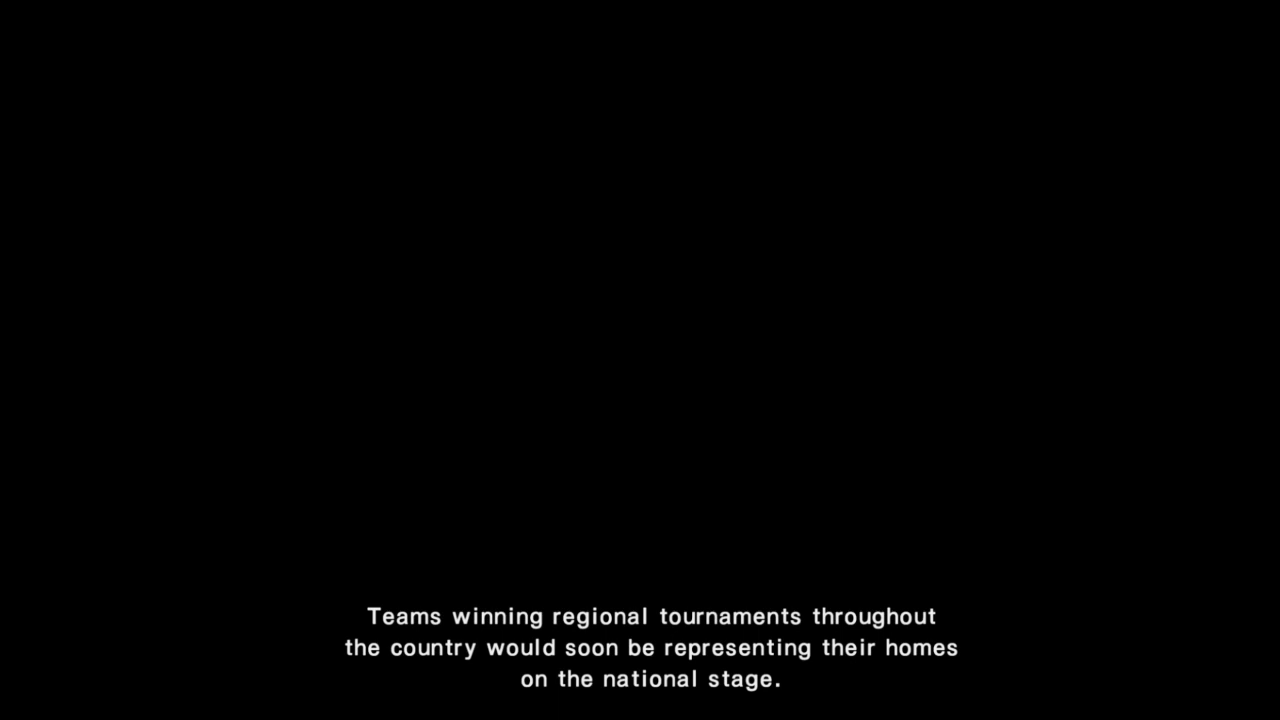 Teams winning regional tournaments throughout
the country would soon be representing their homes
on the national stage.